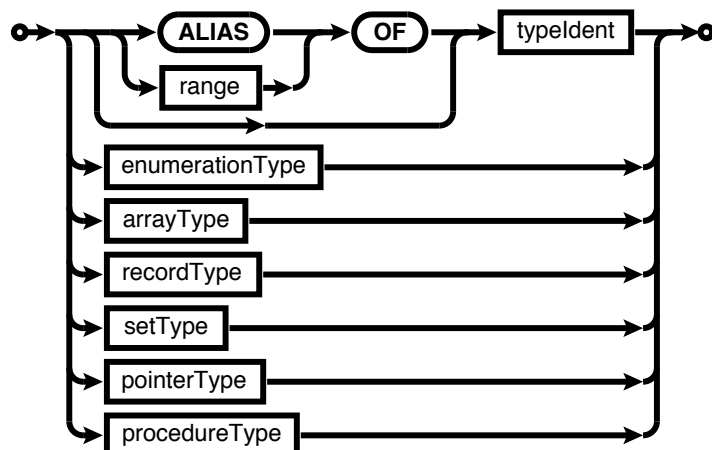 ALIAS OF typeIdent
range
enumerationType
arrayType
recordType
setType
pointerType
procedureType